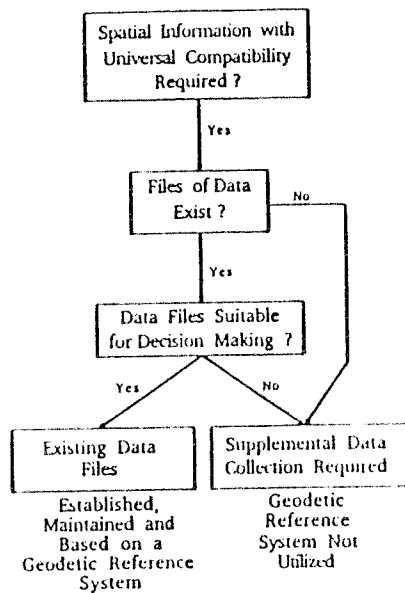 Spatial Information with
Universal Compatibility
Required ?
Yes
Files of Data
Exist ?
No
Yes
Data Files Suitable
for Decision Making ?
Yes
No
Existing Data
Files
Supplemental Data
Collection Required
Established,
Maintained and
Based on a
Geodetic Reference
System
Geodetic
Reference
System Not
Utilized